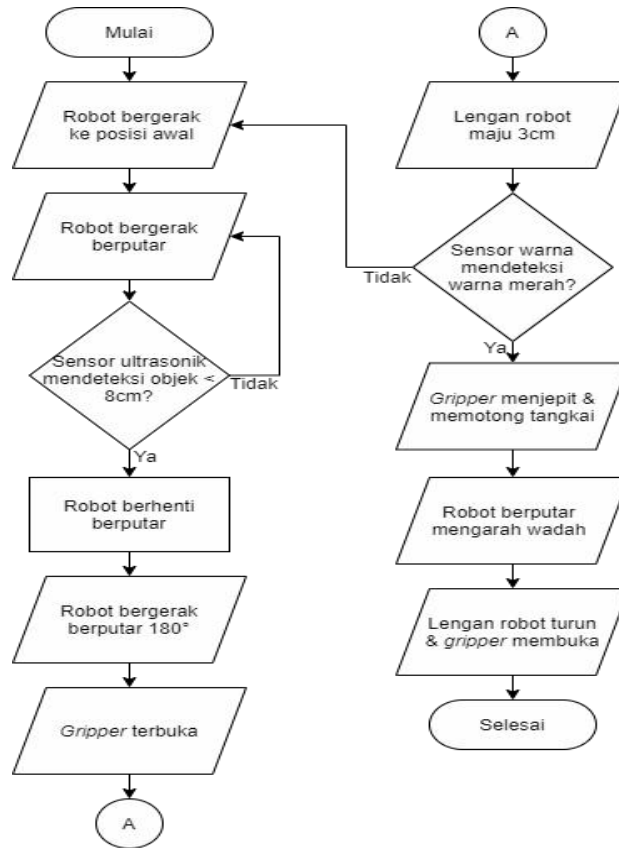 Mulai
Robot bergerak
ke posisi awal
Robot bergerak
berputar
Sensor ultrasonik
mendeteksi objek <
8cm?
Tidak
Ya
Robot berhenti
berputar
Robot bergerak
berputar 180°
Gripper terbuka
A
A
Lengan robot
maju 3cm
Sensor warna
mendeteksi
warna merah?
Tidak
Ya
Gripper menjepit &
memotong tangkai
Robot berputar
mengarah wadah
Lengan robot turun
& gripper membuka
Selesai